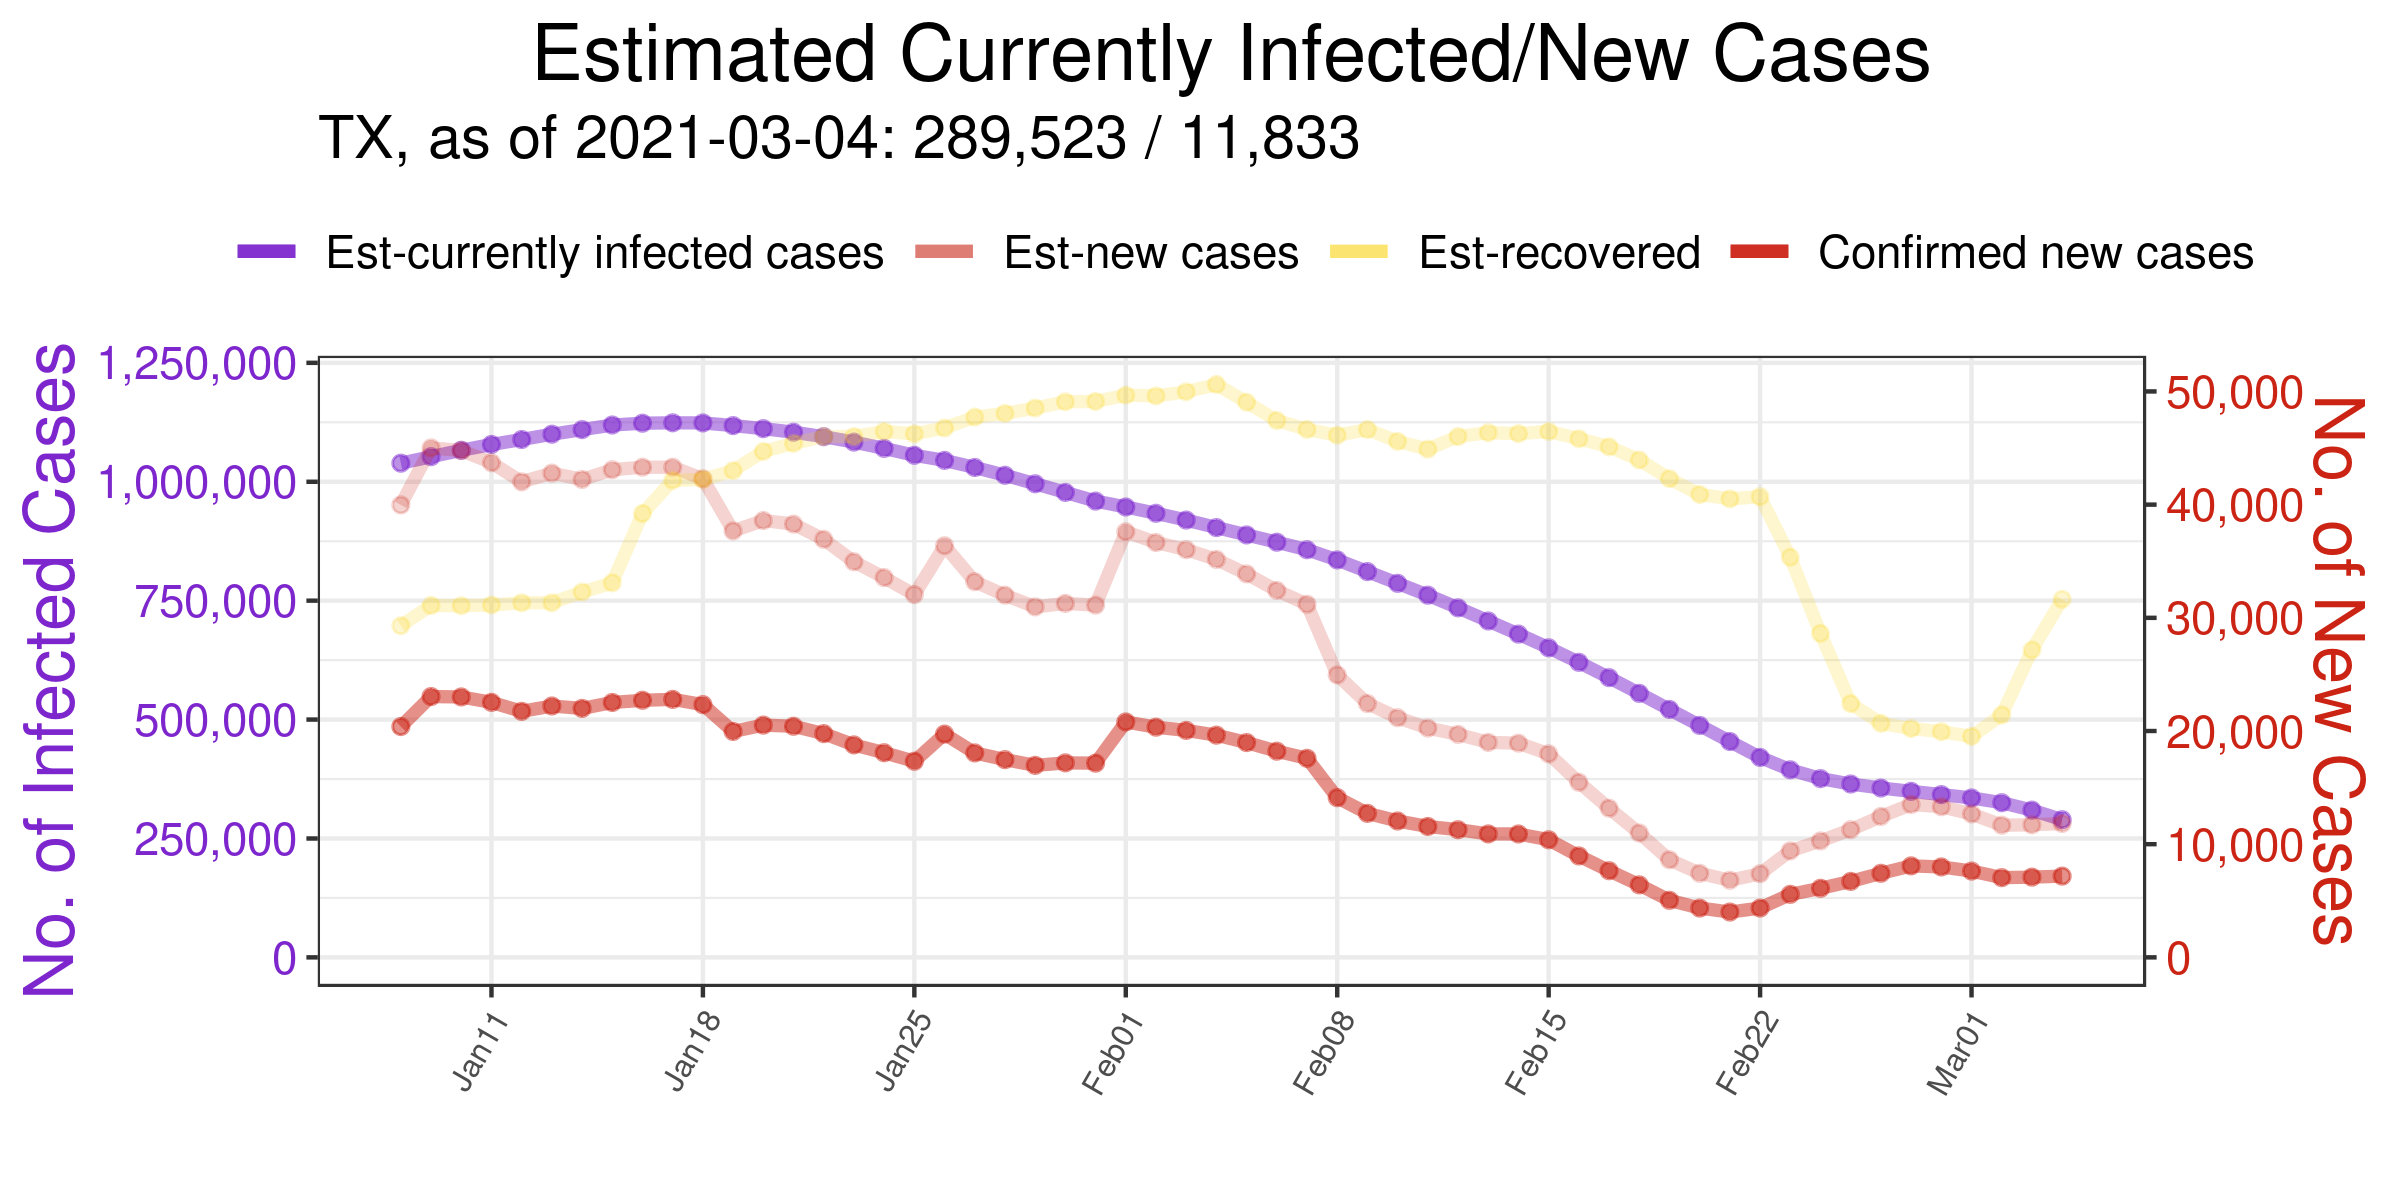 Estimated Currently Infected/New Cases
TX, as of 2021-03-04: 289,523 / 11,833
Est-currently infected cases Est-new cases Est-recovered Confirmed new cases
No. of Infected Cases
1,250,000
1,000,000
750,000
500,000
250,000
0
50,000
40,000
30,000
20,000
10,000
0
No. of New Cases
Jan11 Jan18 Jan25 Feb01 Feb08 Feb15 Feb22 Mar01